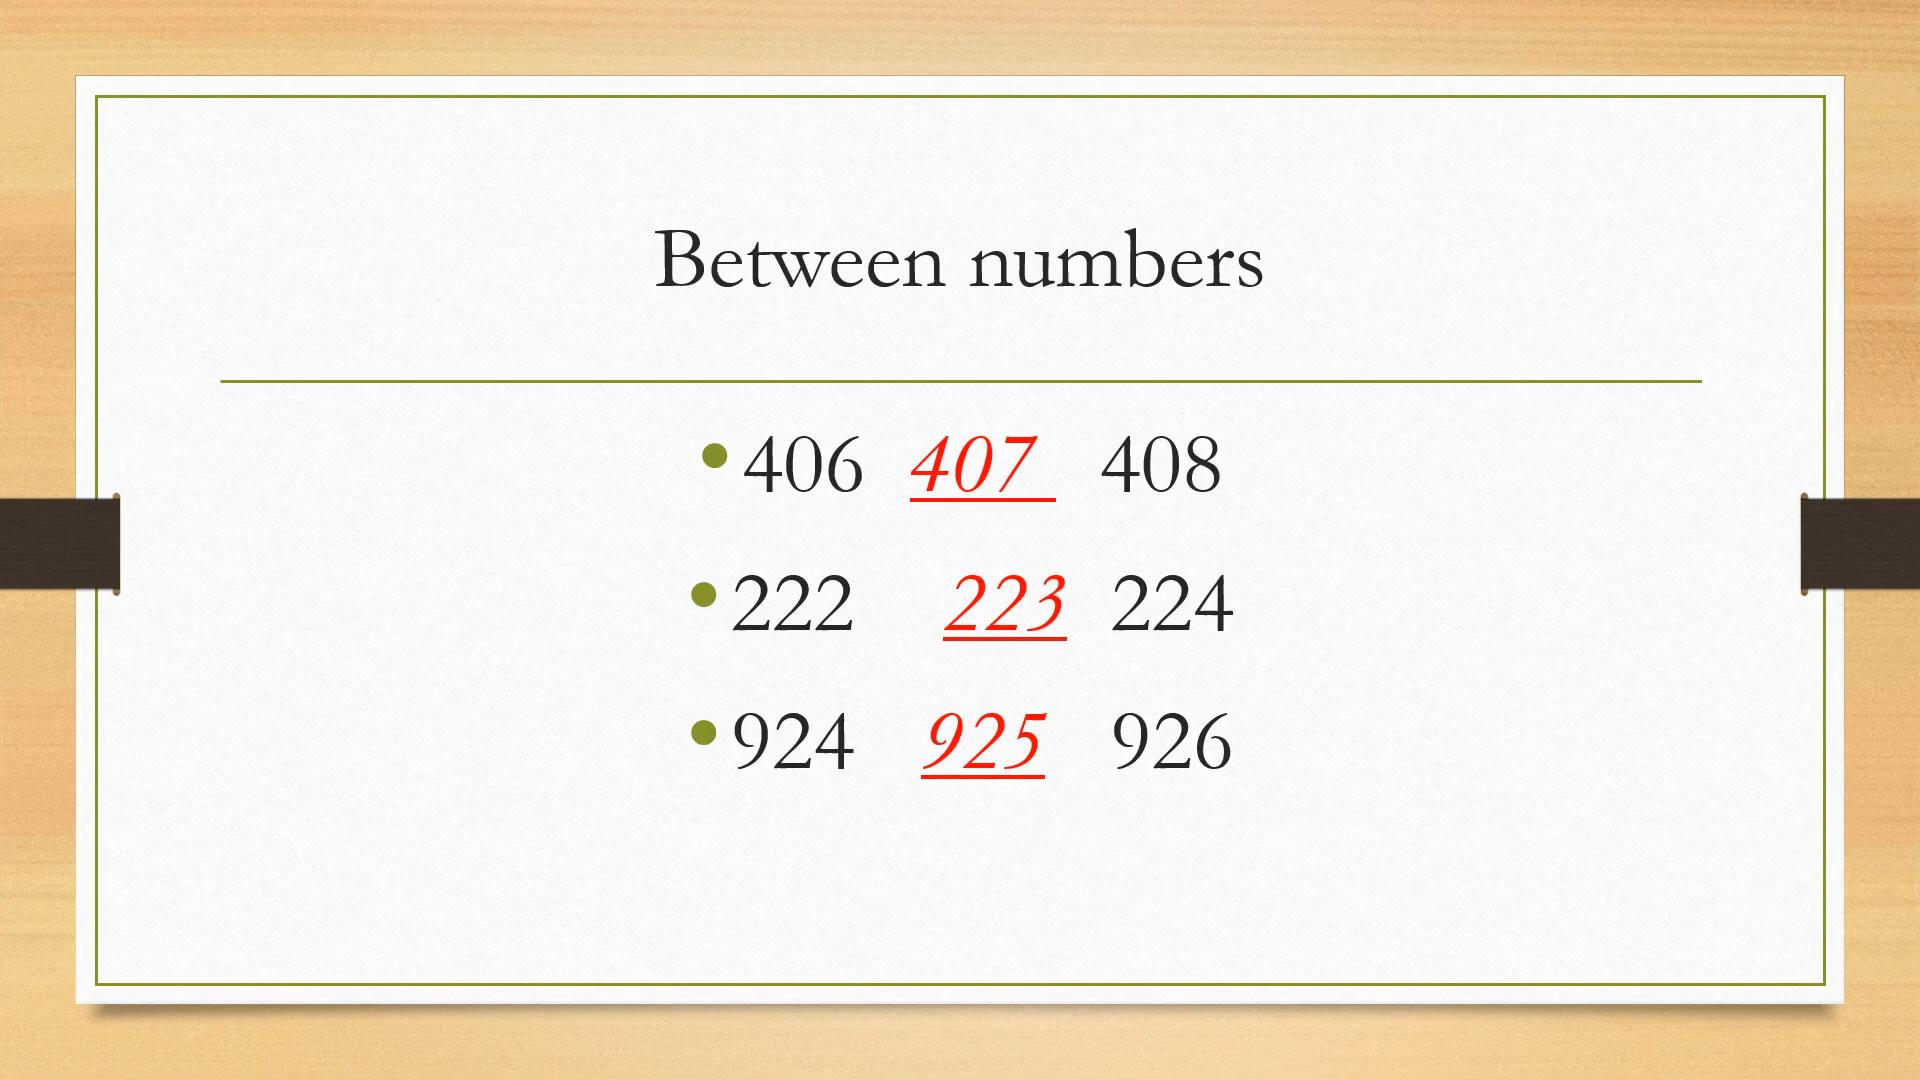 Between numbers
• 406 407 408
• 222 223 224
• 924 925 926